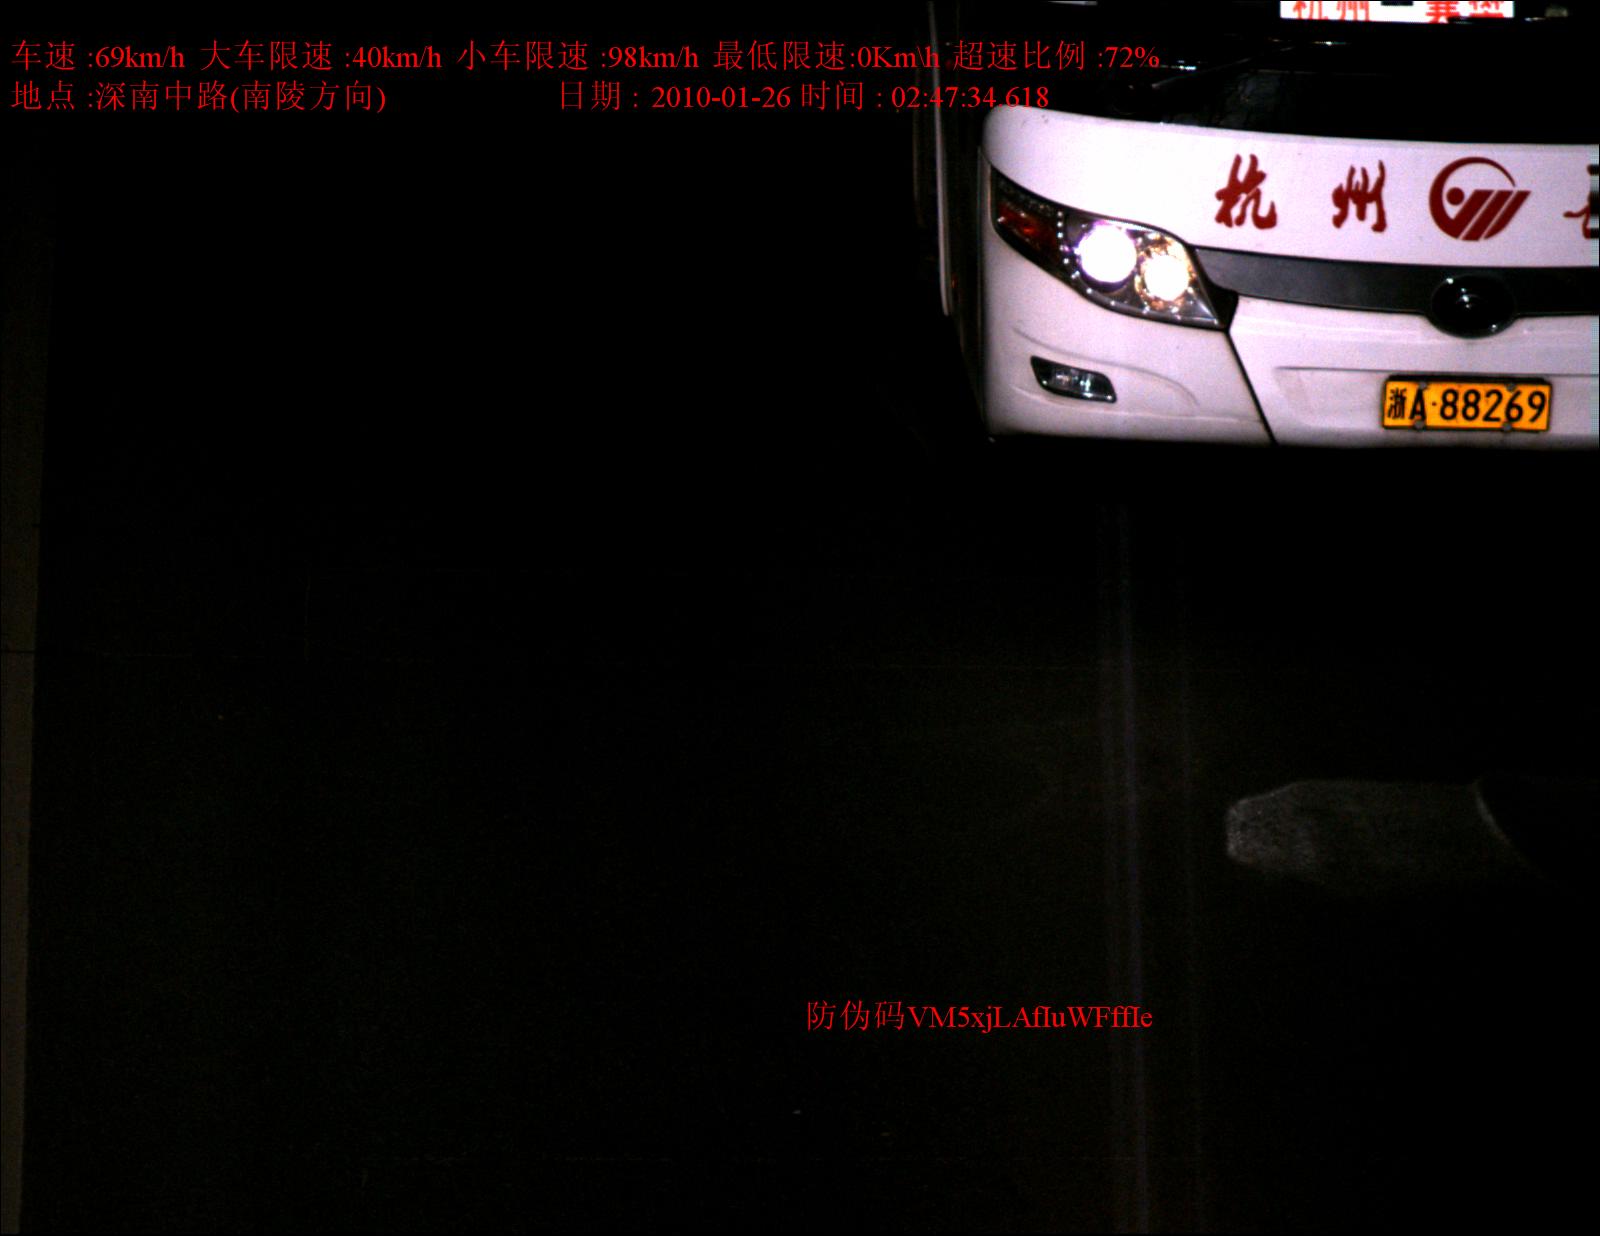 车速 :69km/h 大车限速 :40km/h 小车限速 :98km/h 最低限速:0Km\h 超速比例 :72%
地点 :深南中路(南陵方向) 日期 : 2010-01-26 时间 : 02:47:34.618
杭州
浙A·88269
防伪码VM5xjLAfIuWFffIe